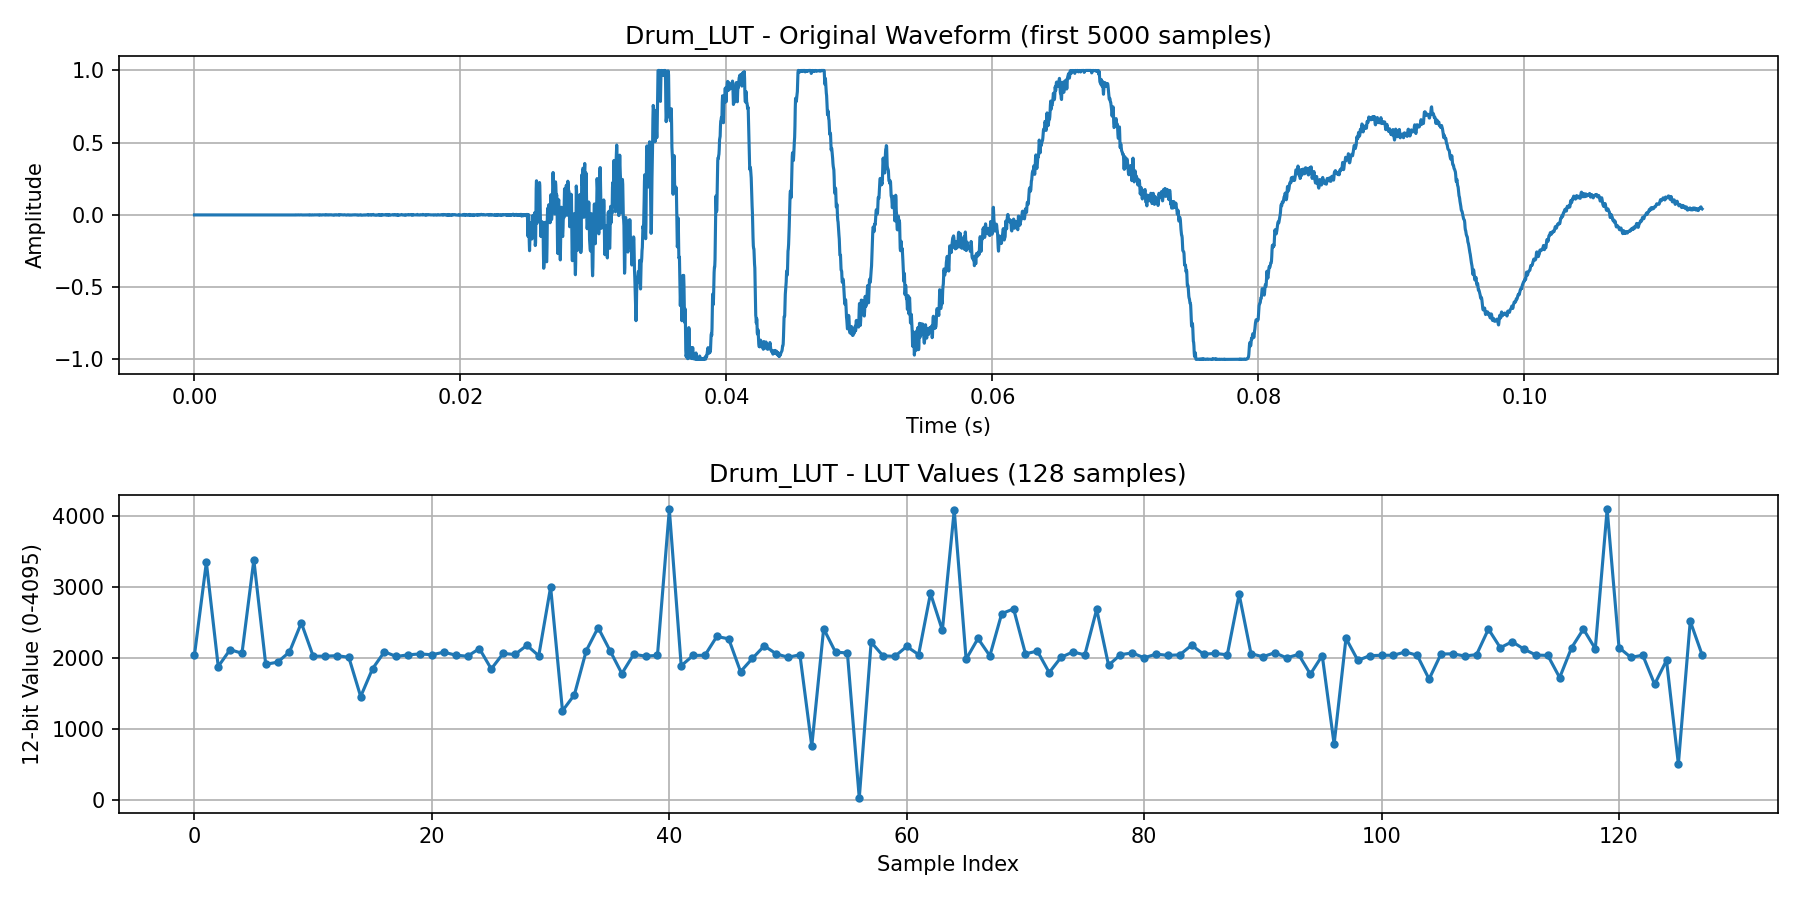 Drum_LUT - Original Waveform (first 5000 samples)
1.0
0.5
0.0
−0.5
−1.0
Amplitude
0.00 0.02 0.04 0.06 0.08 0.10
Time (s)
Drum_LUT - LUT Values (128 samples)
4000
3000
2000
1000
0
12-bit Value (0-4095)
0 20 40 60 80 100 120
Sample Index